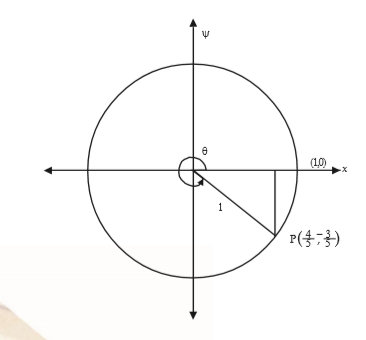 ψ
θ
(1,0)
x
1
P(4/5, -3/5)